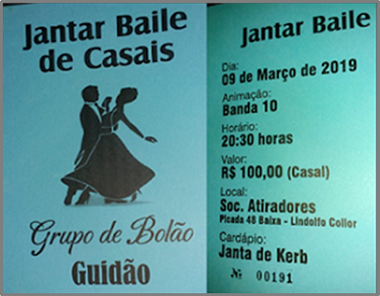 Jantar Baile
de Casais
Grupo de Bolão
Guidão
Jantar Baile
Dia:
09 de Março de 2019
Animação:
Banda 10
Horário:
20:30 horas
Valor:
R$ 100,00 (Casal)
Local:
Soc. Atiradores
Picada 48 Baixa - Lindolfo Collor
Cardápio:
Janta de Kerb
№ 00191